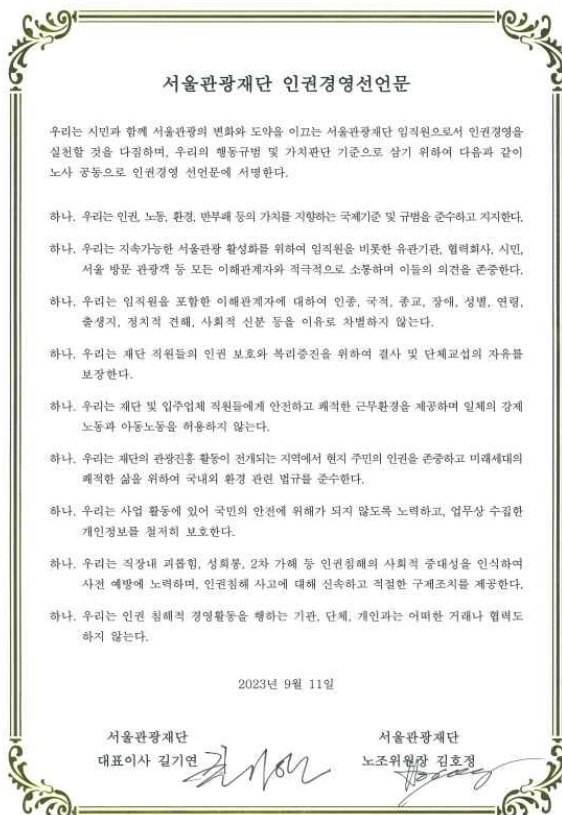 서울관광재단 인권경영선언문
우리는 시민과 함께 서울관광의 변화와 도약을 이끄는 서울관광재단 임직원으로서 인권경영을
실천할 것을 다짐하며, 우리의 행동규범 및 가치판단 기준으로 삼기 위하여 다음과 같이
노사 공동으로 인권경영 선언문에 서명한다.
하나. 우리는 인권, 노동, 환경, 반부패 등의 가치를 지향하는 국제기준 및 규범을 준수하고 지지한다.
하나. 우리는 지속가능한 서울관광 활성화를 위하여 임직원을 비롯한 유관기관, 협력회사, 시민,
서울 방문 관광객 등 모든 이해관계자와 적극적으로 소통하며 이들의 의견을 존중한다.
하나. 우리는 임직원을 포함한 이해관계자에 대하여 인종, 국적, 종교, 장애, 성별, 연령,
출생지, 정치적 견해, 사회적 신분 등을 이유로 차별하지 않는다.
하나. 우리는 재단 직원들의 인권 보호와 복리증진을 위하여 결사 및 단체교섭의 자유를
보장한다.
하나. 우리는 재단 및 입주업체 직원들에게 안전하고 쾌적한 근무환경을 제공하며 일체의 강제
노동과 아동노동을 허용하지 않는다.
하나. 우리는 재단의 관광진흥 활동이 전개되는 지역에서 현지 주민의 인권을 존중하고 미래세대의
쾌적한 삶을 위하여 국내외 환경 관련 법규를 준수한다.
하나. 우리는 사업 활동에 있어 국민의 안전에 위해가 되지 않도록 노력하고, 업무상 수집한
개인정보를 철저히 보호한다.
하나. 우리는 직장내 괴롭힘, 성희롱, 2차 가해 등 인권침해의 사회적 중대성을 인식하여
사전 예방에 노력하며, 인권침해 사고에 대해 신속하고 적절한 구제조치를 제공한다.
하나. 우리는 인권 침해적 경영활동을 행하는 기관, 단체, 개인과는 어떠한 거래나 협력도
하지 않는다.
2023년 9월 11일
서울관광재단 서울관광재단
대표이사 길기연 노조위원장 김호정